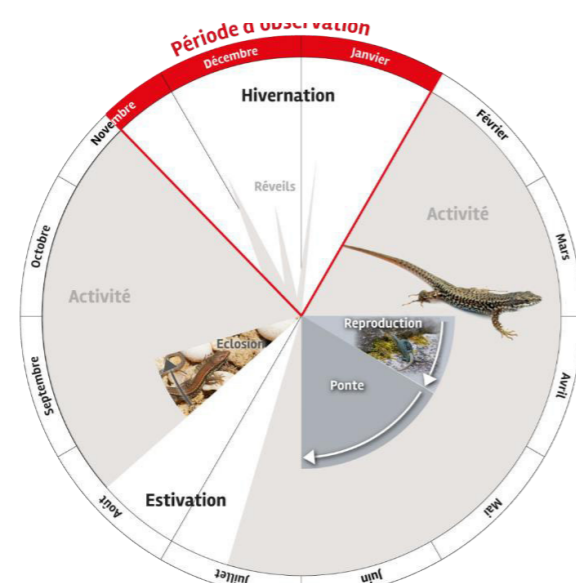 Période d'observation
Novembre
Décembre
Janvier
Février
Mars
Avril
Mai
Juin
Juillet
Août
Septembre
Octobre
Hivernation
Réveils
Activité
Activité
Reproduction
Eclosion
Ponte
Estivation